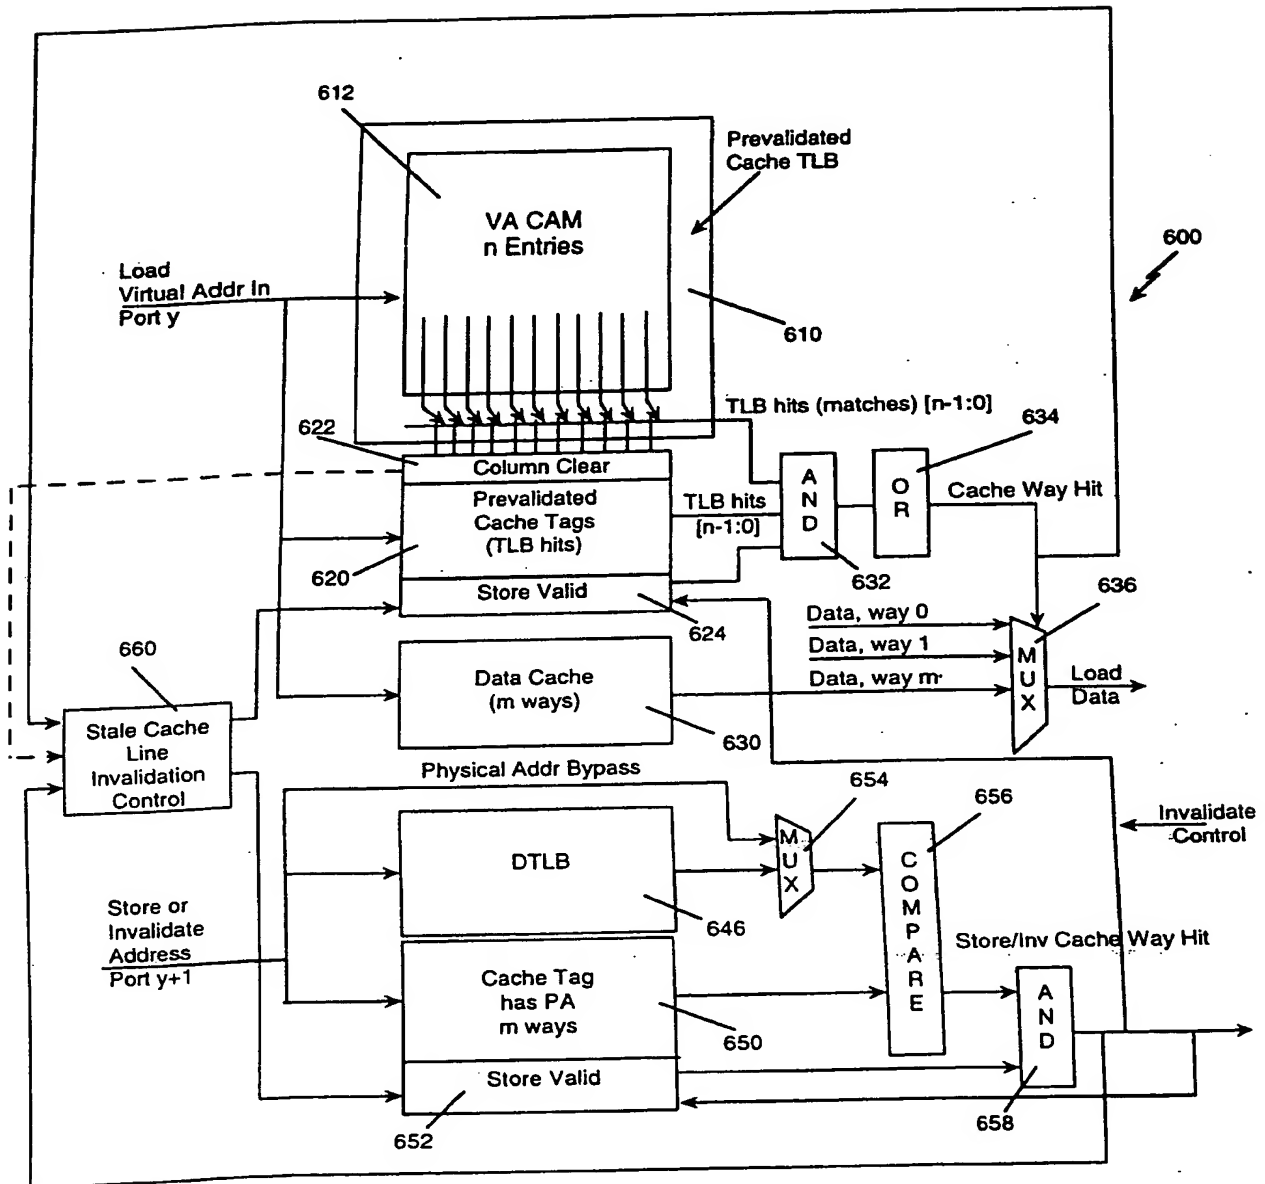 612
Prevalidated
Cache TLB
VA CAM
n Entries
600
Load
Virtual Addr In
Port y
610
TLB hits (matches) [n-1:0]
622
634
Column Clear
A
N
D
O
R
Cache Way Hit
Prevalidated
Cache Tags
(TLB hits)
TLB hits
[n-1:0]
620
632
Store Valid
624
636
Data, way 0
Data, way 1
Data, way m
M
U
X
Load
Data
660
Data Cache
(m ways)
630
Stale Cache
Line
Invalidation
Control
Physical Addr Bypass
654
656
Invalidate
Control
M
U
X
DTLB
646
C
O
M
P
A
R
E
Store or
Invalidate
Address
Port y+1
Store/Inv Cache Way Hit
Cache Tag
has PA
m ways
650
A
N
D
Store Valid
652
658